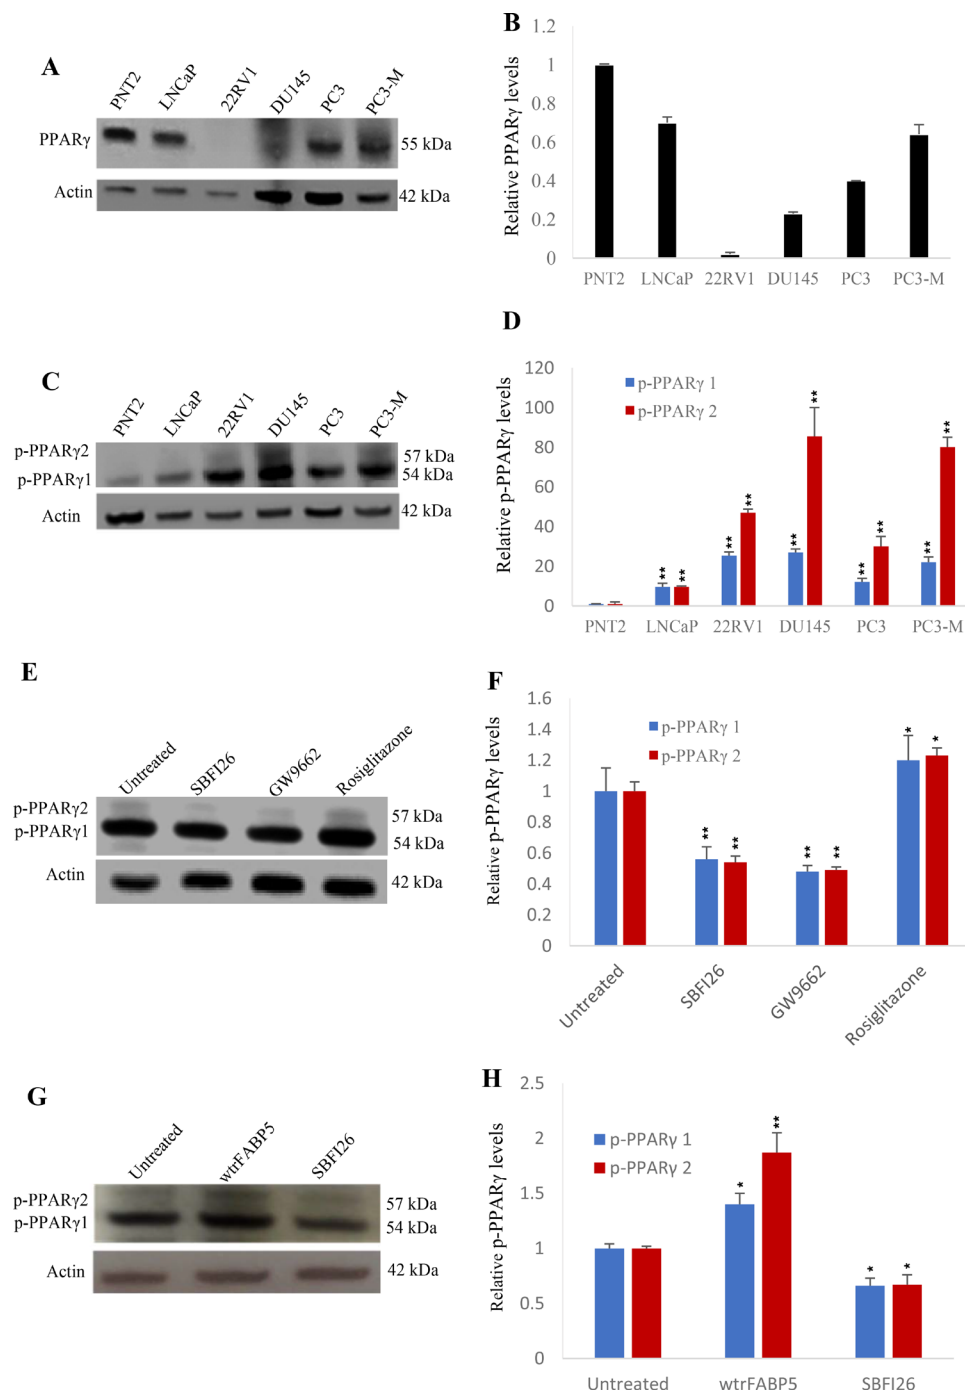 A
PNT2
LNCaP
22RV1
DU145
PC3
PC3-M
PPARγ
55 kDa
Actin
42 kDa
B
Relative PPARγ levels
1.2
1
0.8
0.6
0.4
0.2
0
PNT2
LNCaP
22RV1
DU145
PC3
PC3-M
C
PNT2
LNCaP
22RV1
DU145
PC3
PC3-M
p-PPARγ2
57 kDa
p-PPARγ1
54 kDa
Actin
42 kDa
D
Relative p-PPARγ levels
120
100
80
60
40
20
0
p-PPARγ 1
p-PPARγ 2
**
**
**
**
**
**
**
**
**
**
PNT2
LNCaP
22RV1
DU145
PC3
PC3-M
E
Untreated
SBFI26
GW9662
Rosiglitazone
p-PPARγ2
57 kDa
p-PPARγ1
54 kDa
Actin
42 kDa
F
Relative p-PPARγ levels
1.6
1.4
1.2
1
0.8
0.6
0.4
0.2
0
p-PPARγ 1
p-PPARγ 2
**
**
**
**
*
*
Untreated
SBFI26
GW9662
Rosiglitazone
G
Untreated
wtrFABP5
SBFI26
p-PPARγ2
57 kDa
p-PPARγ1
54 kDa
Actin
42 kDa
H
Relative p-PPARγ levels
2.5
2
1.5
1
0.5
0
p-PPARγ 1
p-PPARγ 2
*
**
*
*
Untreated
wtrFABP5
SBFI26